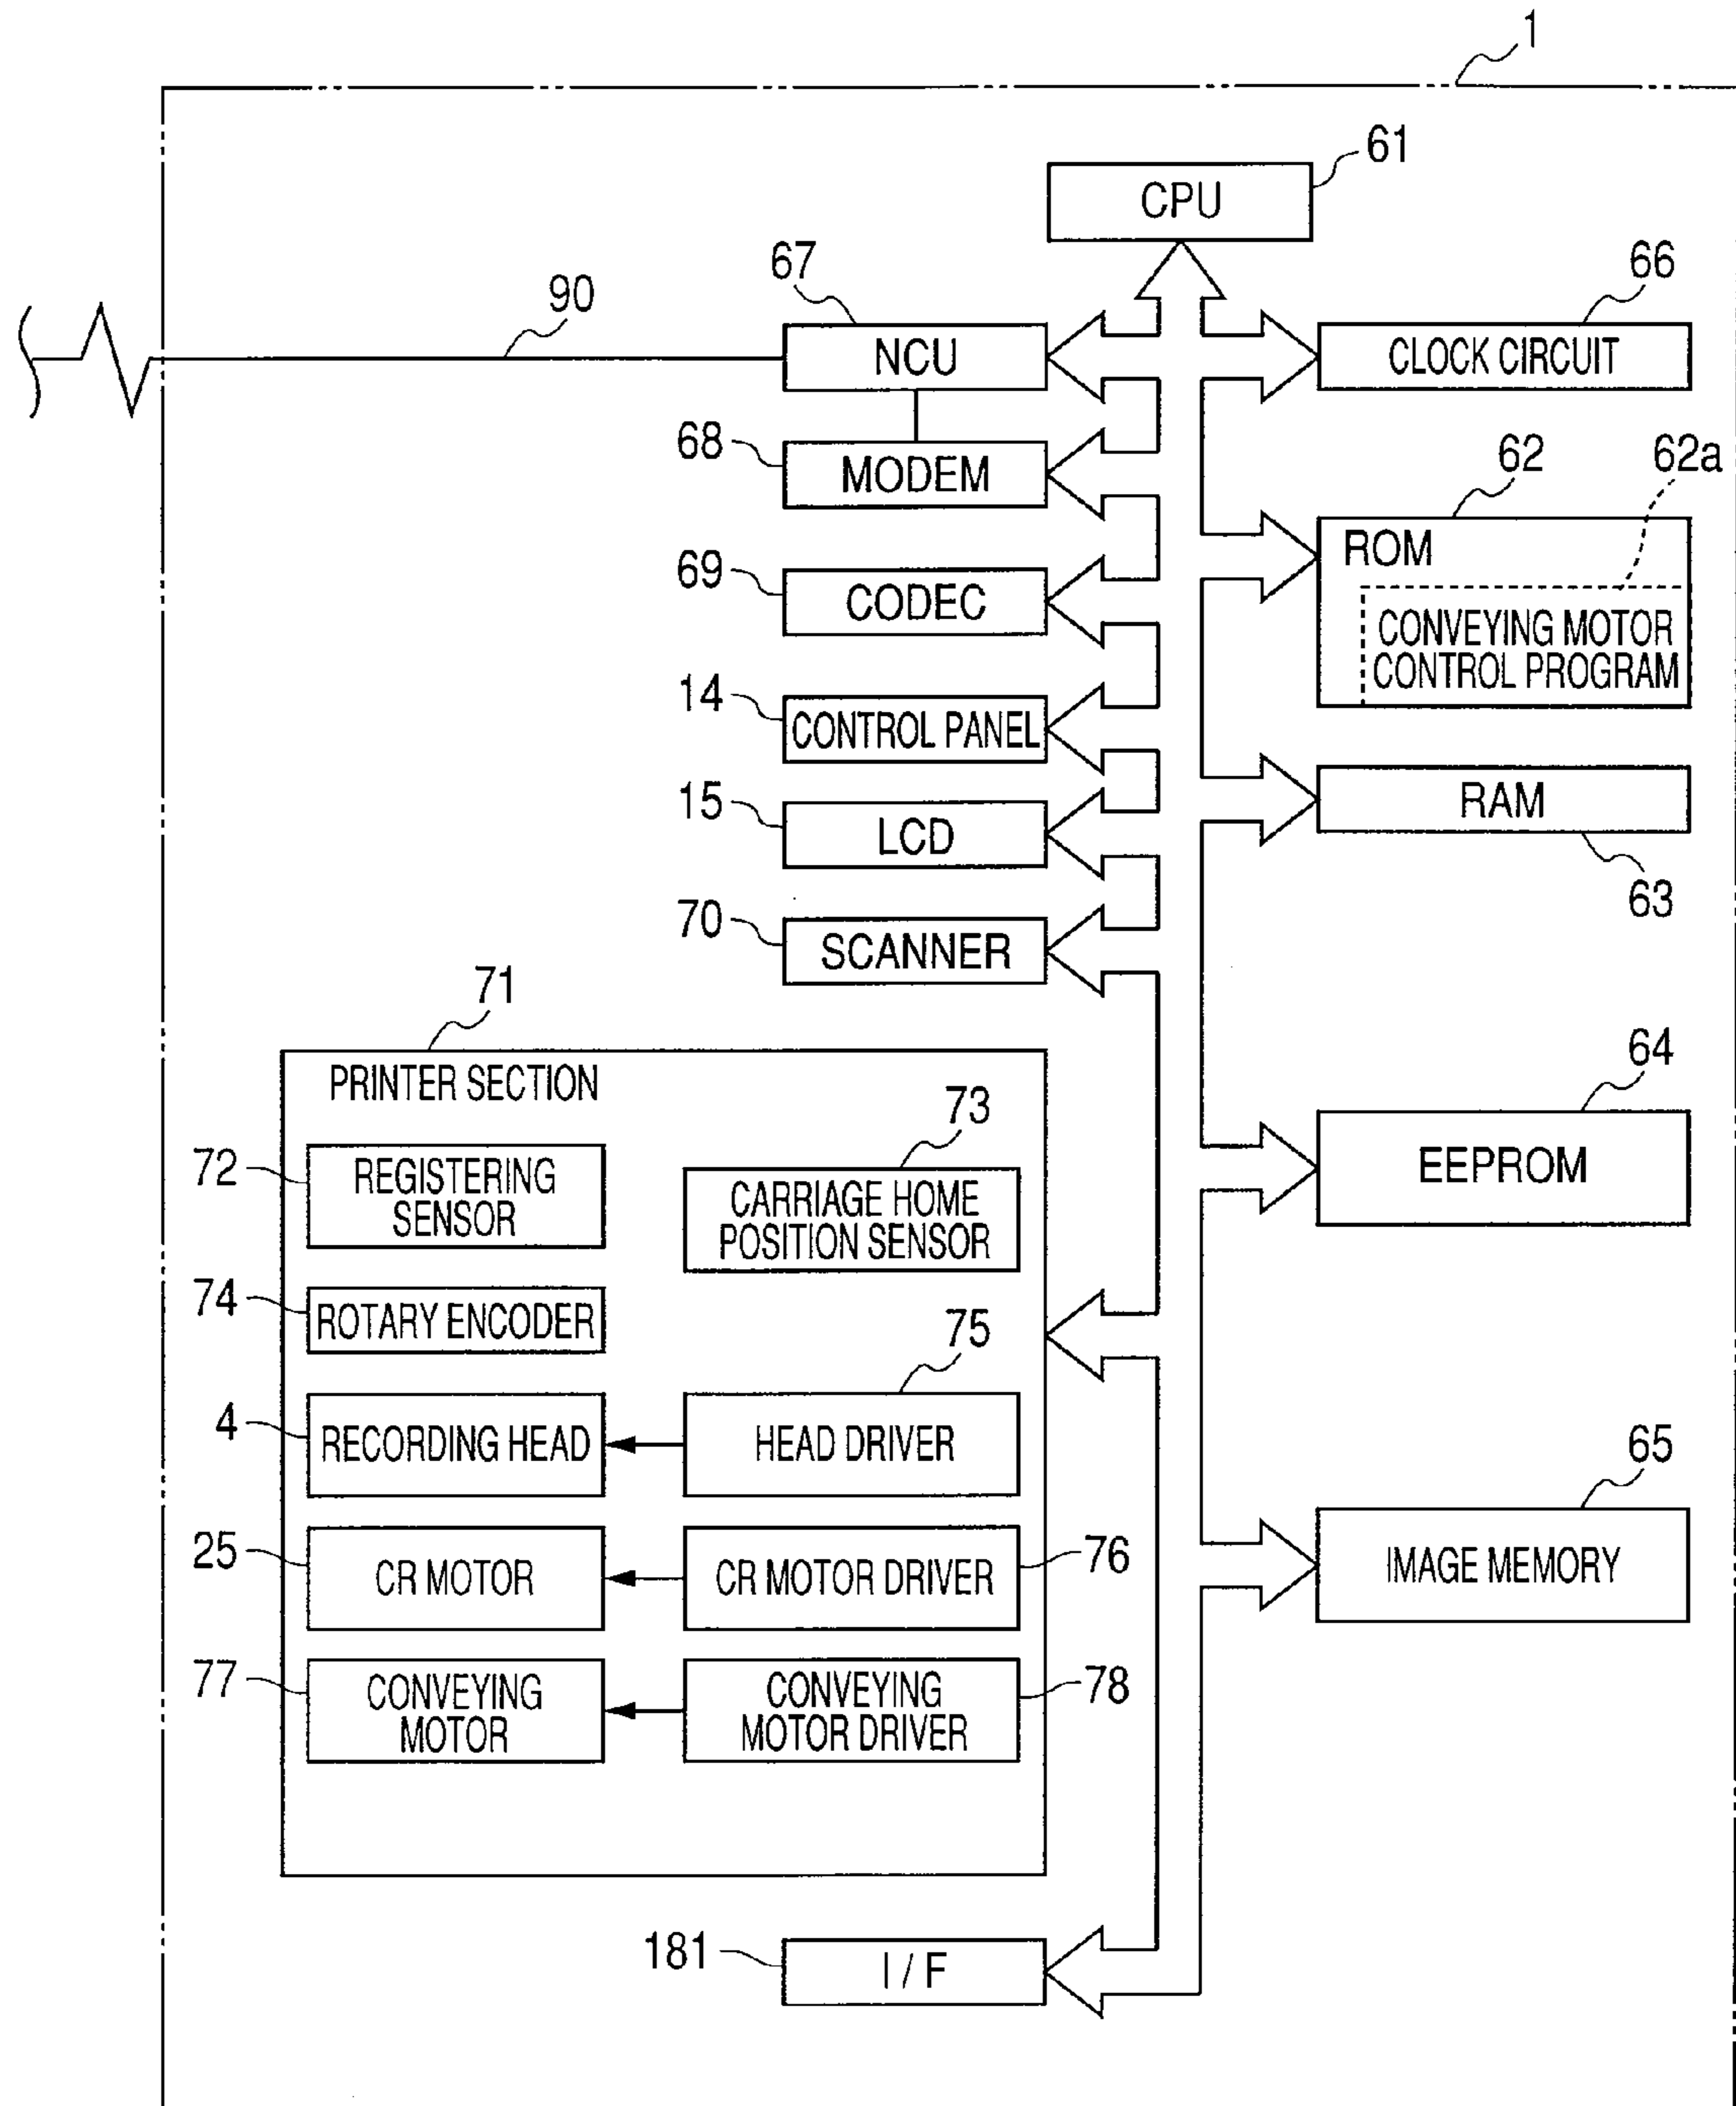 1
61
CPU
67
66
90
NCU
CLOCK CIRCUIT
68
MODEM
62
62a
ROM
CONVEYING MOTOR
CONTROL PROGRAM
69
CODEC
14
CONTROL PANEL
15
LCD
RAM
63
70
SCANNER
71
PRINTER SECTION
64
EEPROM
72
REGISTERING
SENSOR
73
CARRIAGE HOME
POSITION SENSOR
74
ROTARY ENCODER
75
4
RECORDING HEAD
HEAD DRIVER
65
IMAGE MEMORY
25
CR MOTOR
CR MOTOR DRIVER
76
77
CONVEYING
MOTOR
CONVEYING
MOTOR DRIVER
78
181
I / F